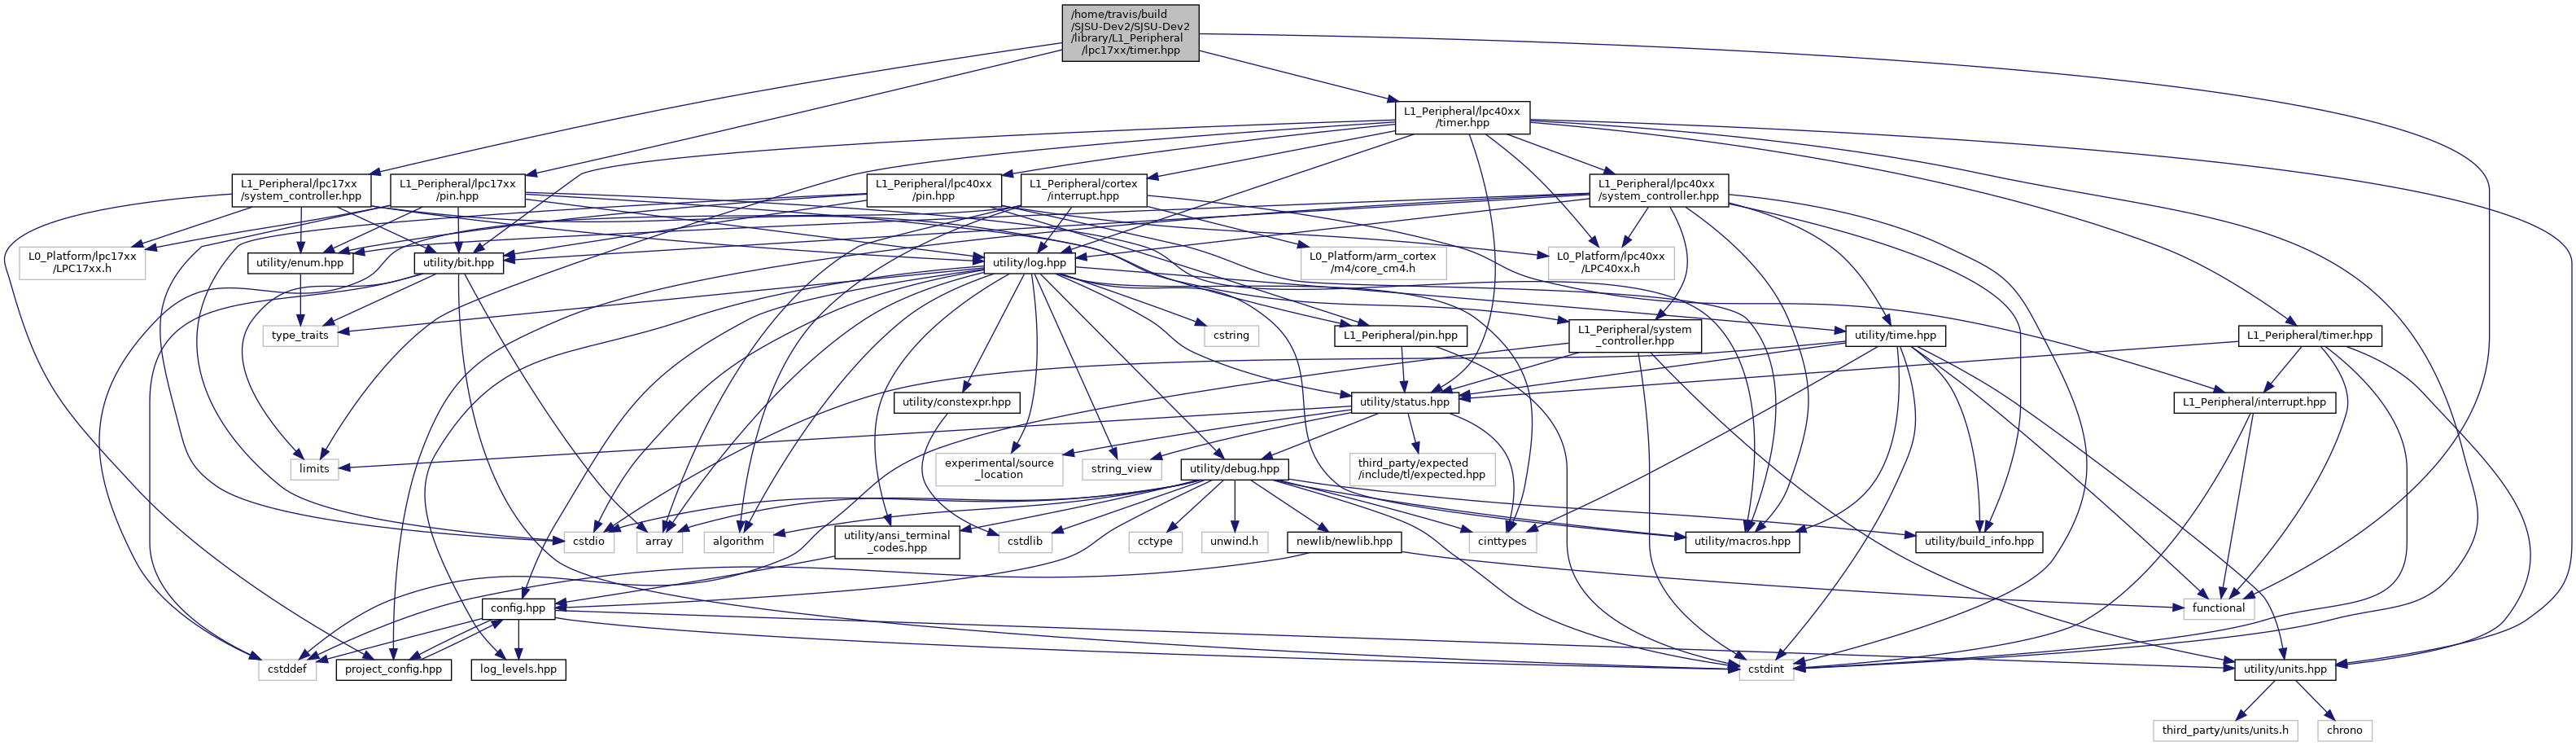 /home/travis/build
/SJSU-Dev2/SJSU-Dev2
/library/L1_Peripheral
/lpc17xx/timer.hpp
L1_Peripheral/lpc40xx
/timer.hpp
L1_Peripheral/lpc17xx
/system_controller.hpp
L1_Peripheral/lpc17xx
/pin.hpp
L1_Peripheral/lpc40xx
/pin.hpp
L1_Peripheral/cortex
/interrupt.hpp
L1_Peripheral/lpc40xx
/system_controller.hpp
L0_Platform/lpc17xx
/LPC17xx.h
utility/enum.hpp
utility/bit.hpp
utility/log.hpp
L0_Platform/arm_cortex
/m4/core_cm4.h
L0_Platform/lpc40xx
/LPC40xx.h
type_traits
cstring
L1_Peripheral/pin.hpp
L1_Peripheral/system
_controller.hpp
utility/time.hpp
L1_Peripheral/timer.hpp
utility/constexpr.hpp
utility/status.hpp
L1_Peripheral/interrupt.hpp
limits
experimental/source
_location
string_view
utility/debug.hpp
third_party/expected
/include/tl/expected.hpp
cstdio
array
algorithm
utility/ansi_terminal
_codes.hpp
cstdlib
cctype
unwind.h
newlib/newlib.hpp
cinttypes
utility/macros.hpp
utility/build_info.hpp
config.hpp
functional
cstddef
project_config.hpp
log_levels.hpp
cstdint
utility/units.hpp
third_party/units/units.h
chrono